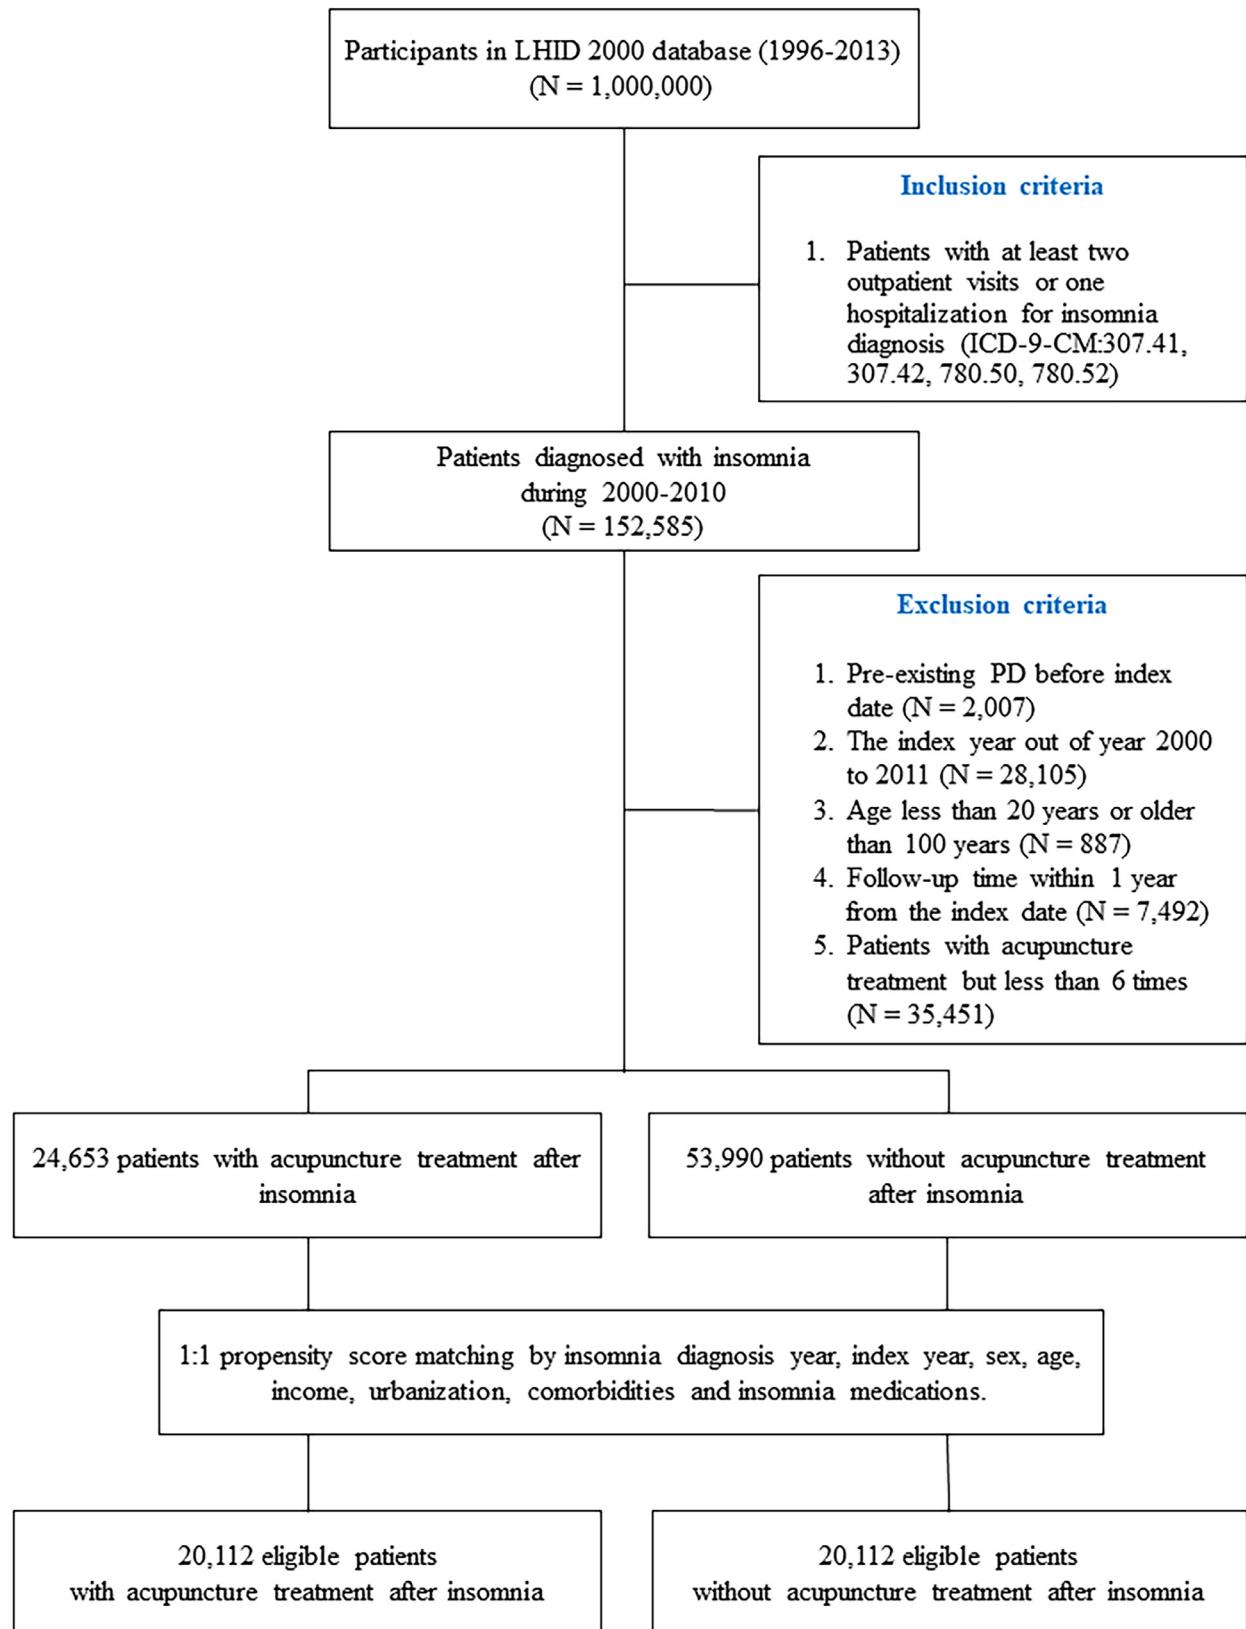 Participants in LHID 2000 database (1996-2013)
(N = 1,000,000)
Inclusion criteria
1. Patients with at least two
outpatient visits or one
hospitalization for insomnia
diagnosis (ICD-9-CM:307.41,
307.42, 780.50, 780.52)
Patients diagnosed with insomnia
during 2000-2010
(N = 152,585)
Exclusion criteria
1. Pre-existing PD before index
date (N = 2,007)
2. The index year out of year 2000
to 2011 (N = 28,105)
3. Age less than 20 years or older
than 100 years (N = 887)
4. Follow-up time within 1 year
from the index date (N = 7,492)
5. Patients with acupuncture
treatment but less than 6 times
(N = 35,451)
24,653 patients with acupuncture treatment after
insomnia
53,990 patients without acupuncture treatment
after insomnia
1:1 propensity score matching by insomnia diagnosis year, index year, sex, age,
income, urbanization, comorbidities and insomnia medications.
20,112 eligible patients
with acupuncture treatment after insomnia
20,112 eligible patients
without acupuncture treatment after insomnia